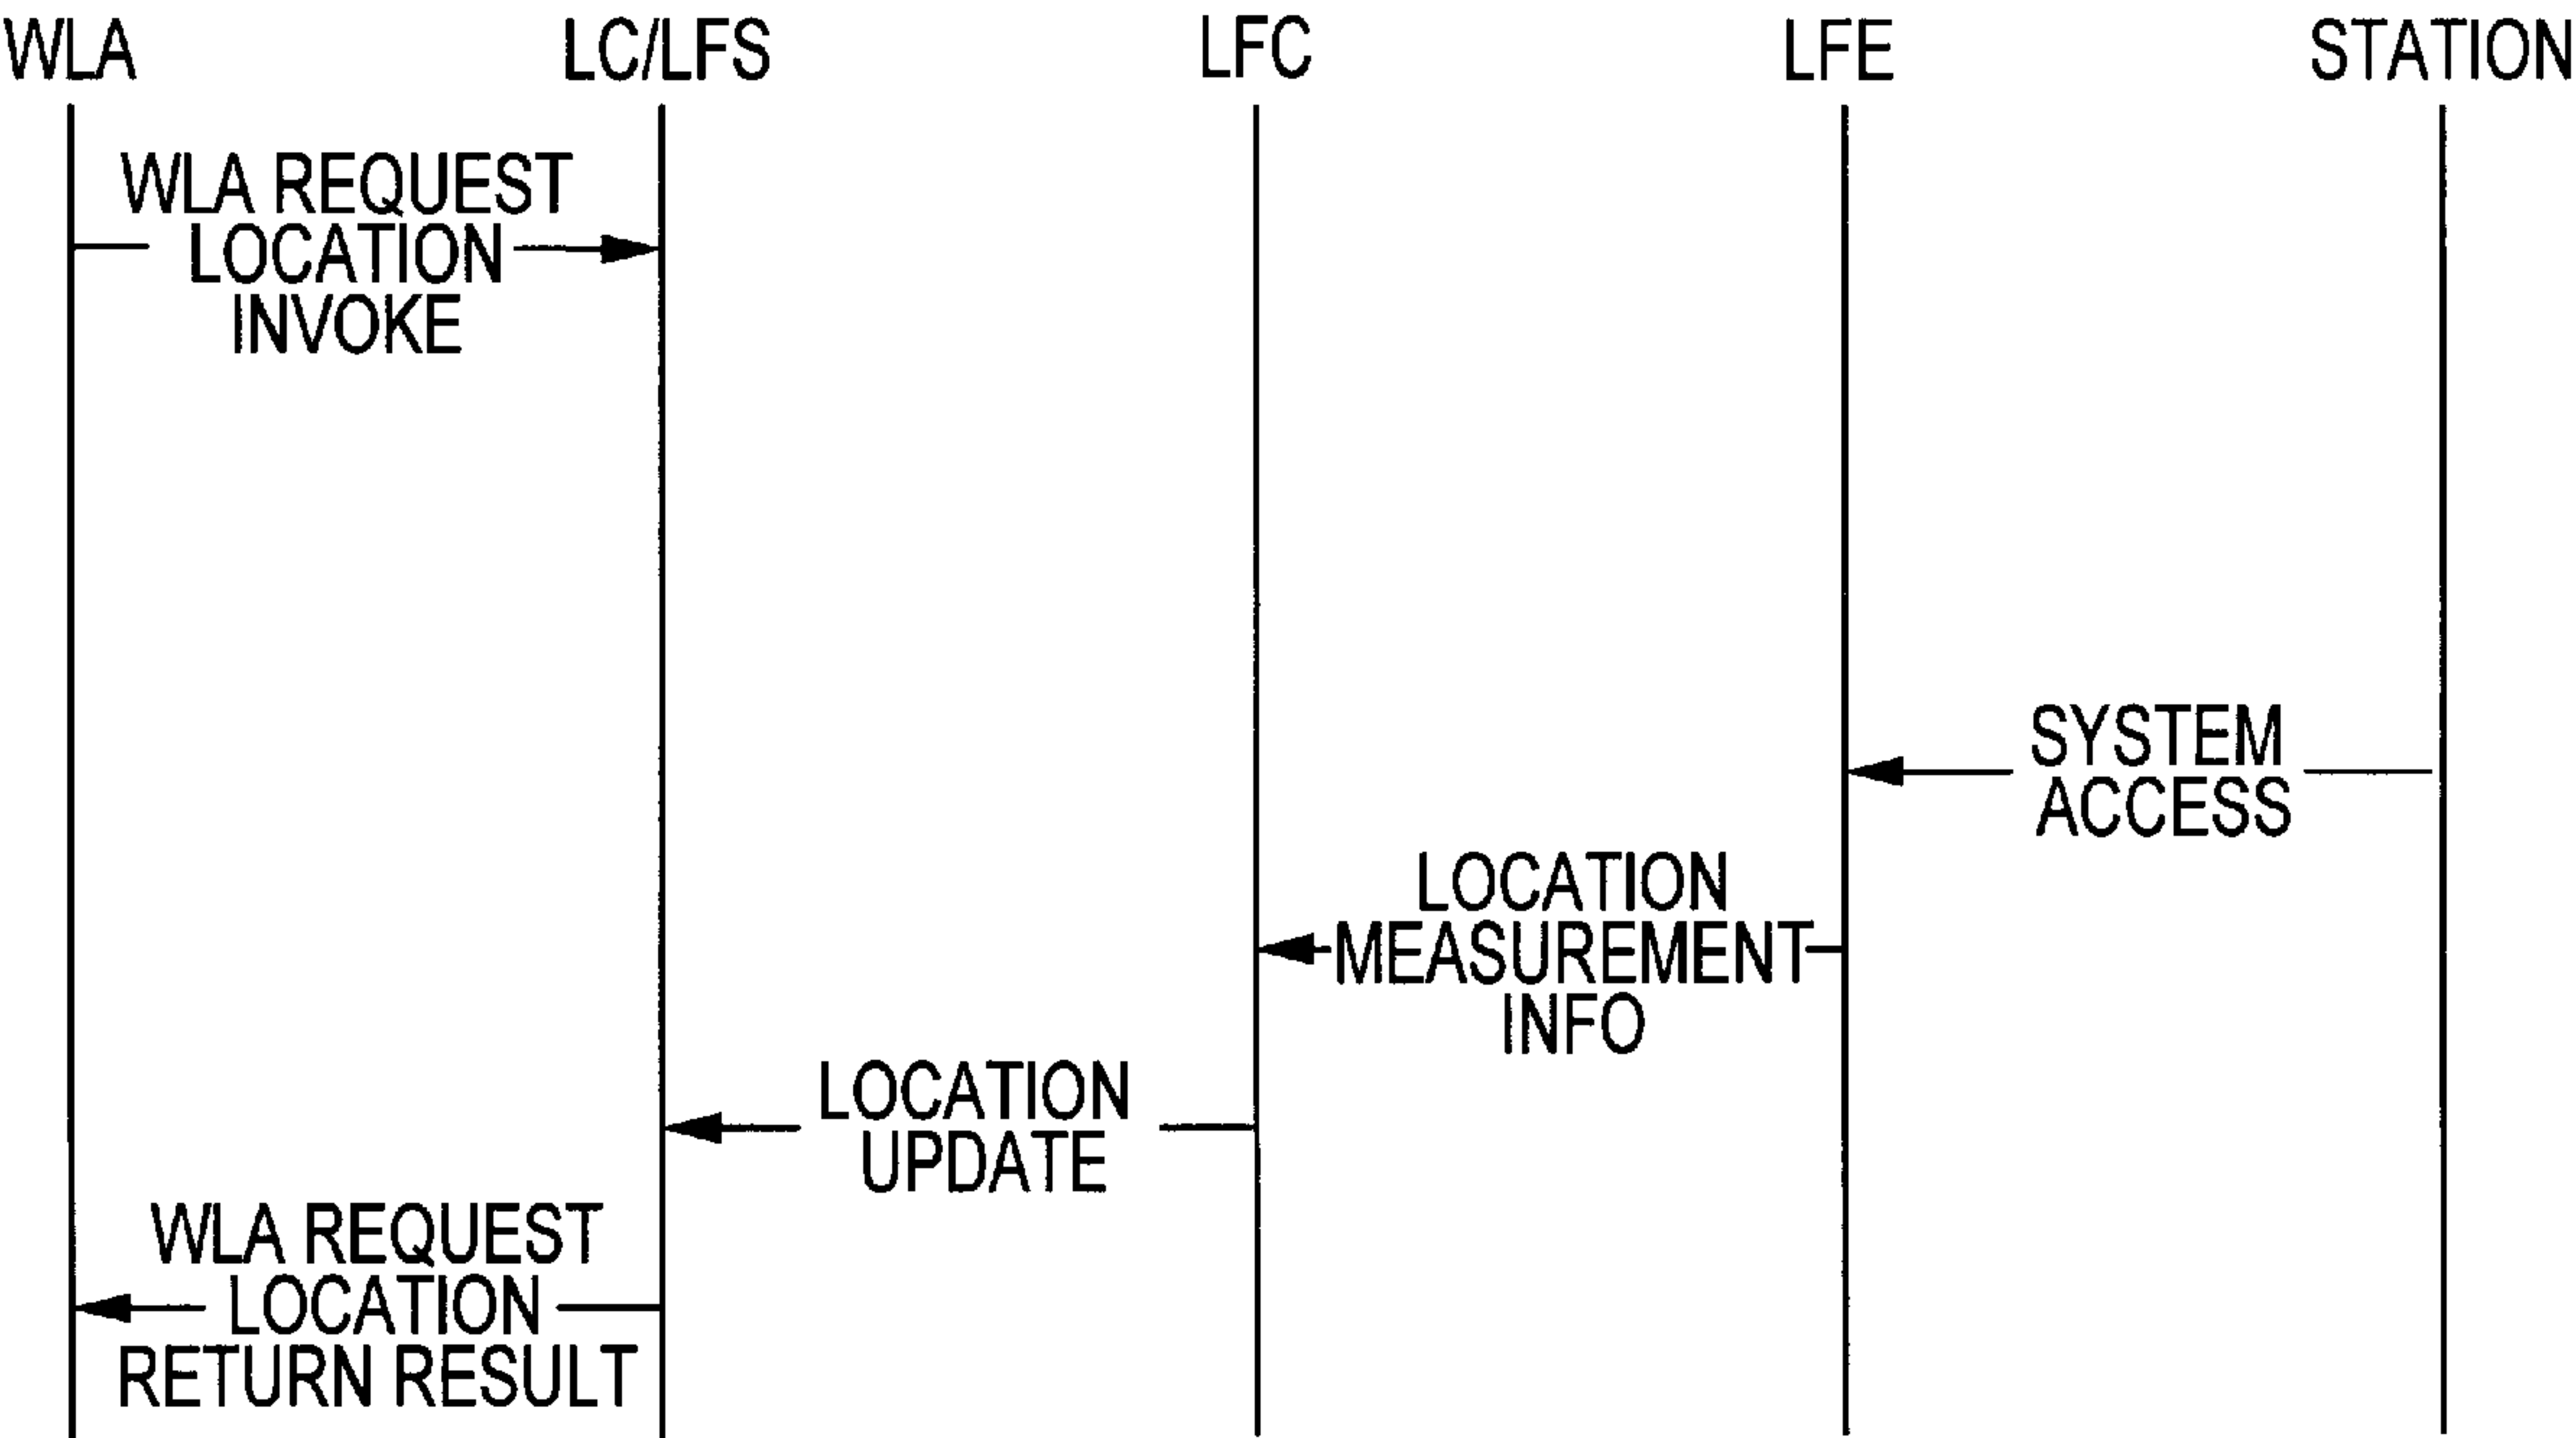 WLA
LC/LFS
LFC
LFE
STATION
WLA REQUEST
LOCATION
INVOKE
SYSTEM
ACCESS
LOCATION
MEASUREMENT
INFO
LOCATION
UPDATE
WLA REQUEST
LOCATION
RETURN RESULT